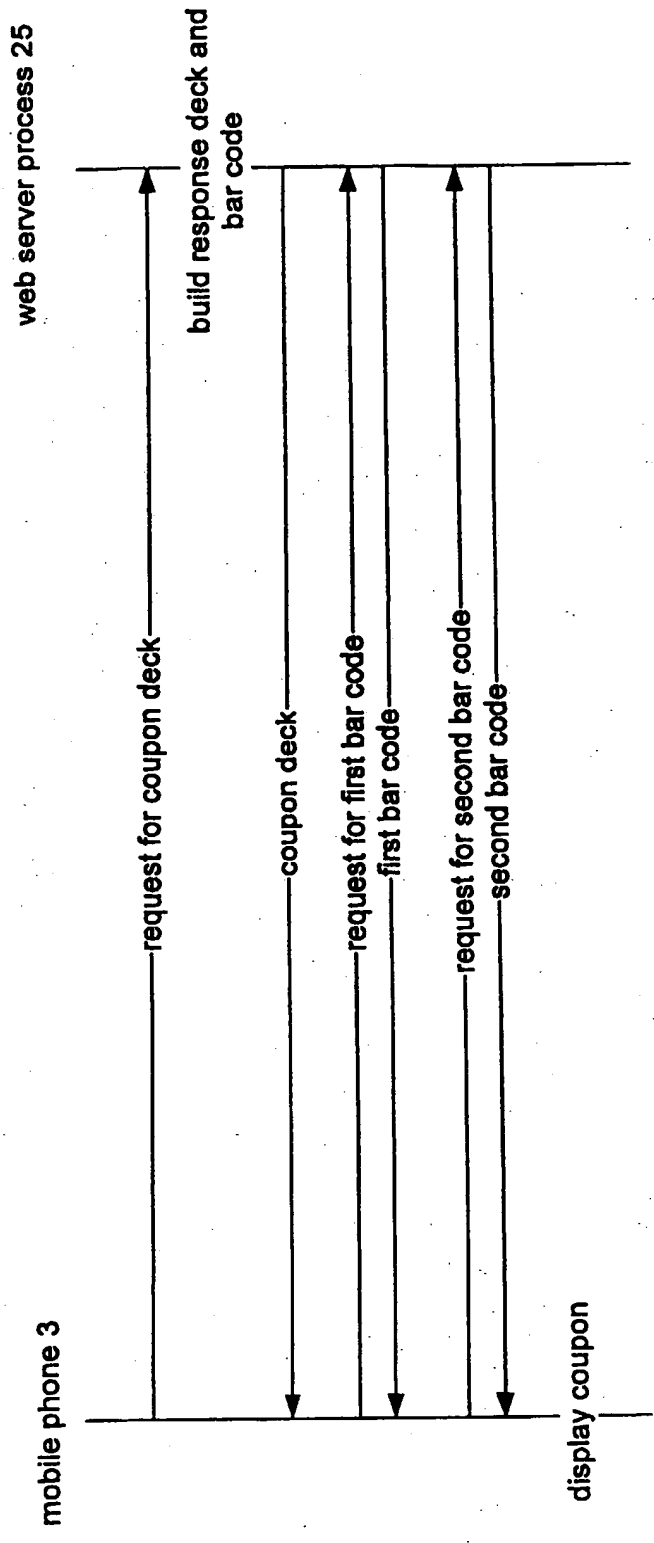 mobile phone 3
web server process 25
request for coupon deck
build response deck and
bar code
coupon deck
request for first bar code
first bar code
request for second bar code
second bar code
display coupon